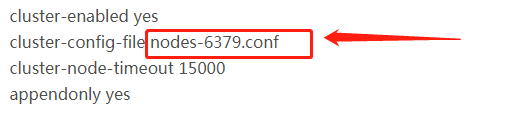 cluster-enabled yes
cluster-config-file nodes-6379.conf
cluster-node-timeout 15000
appendonly yes